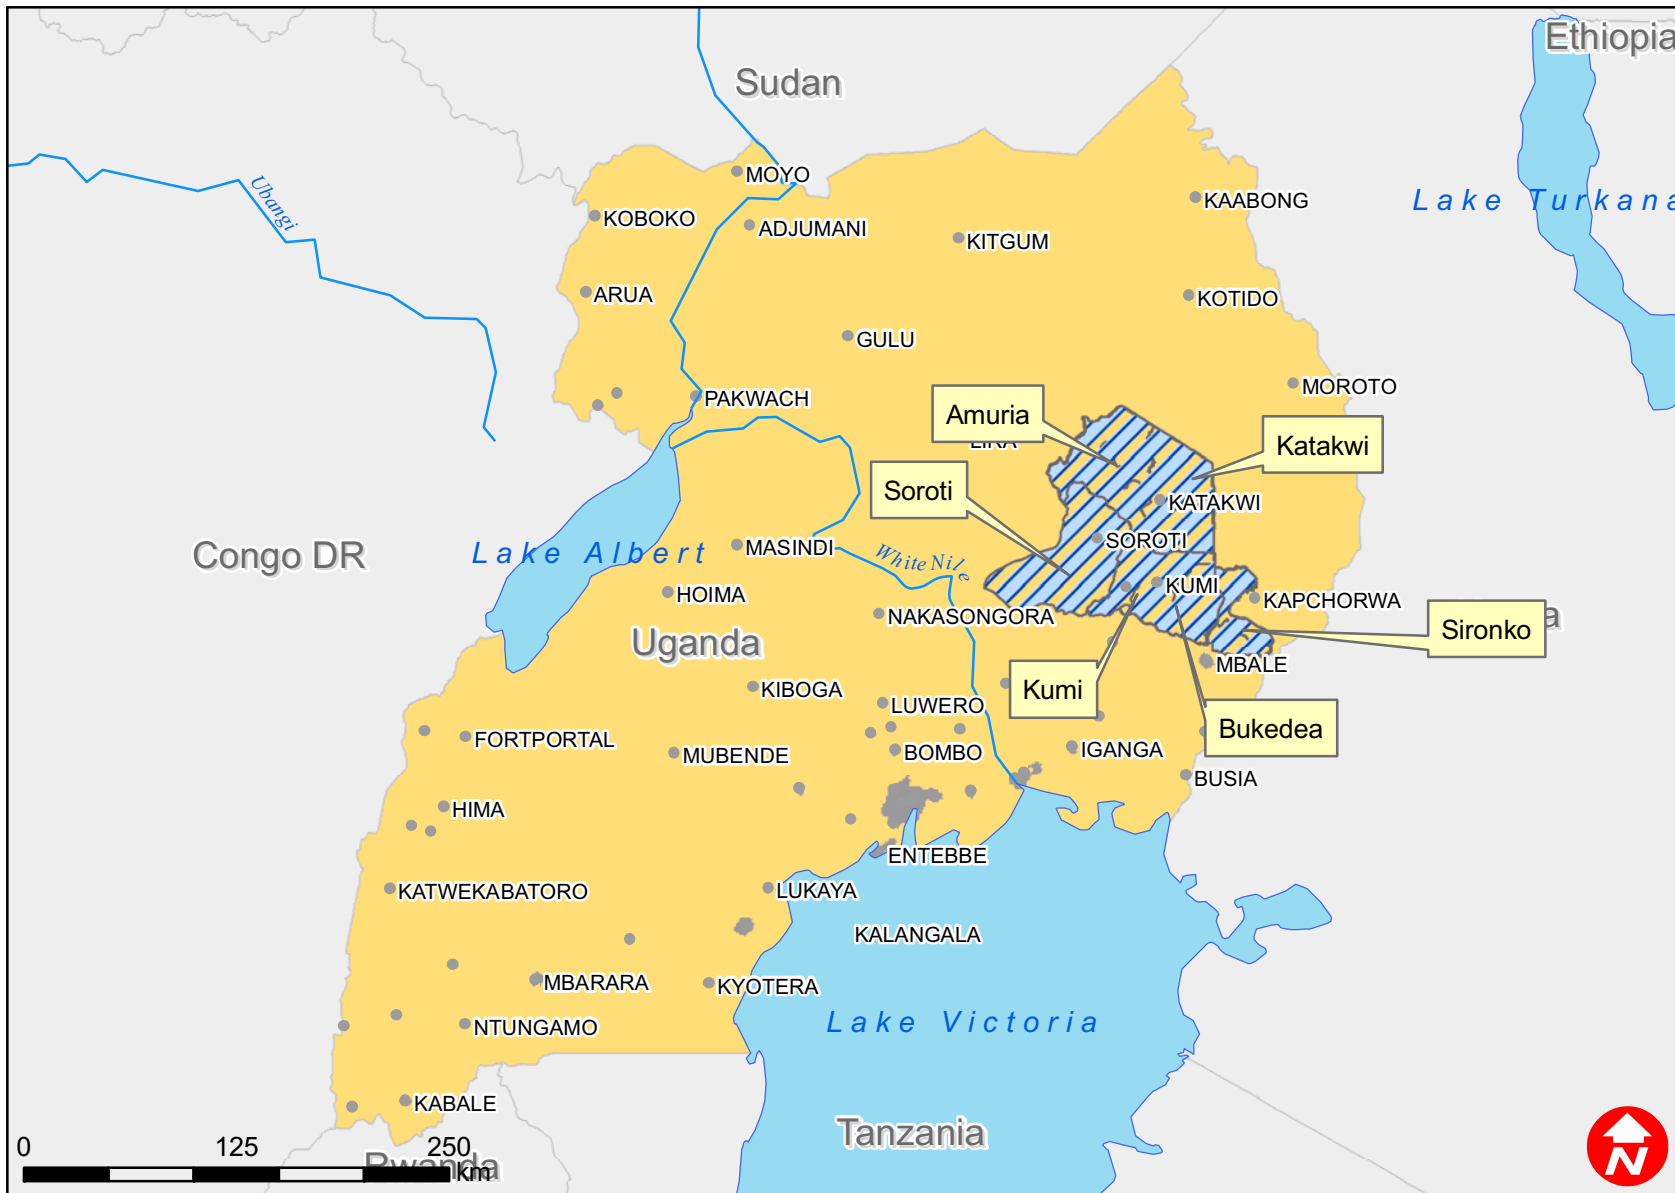 Ethiopia
Sudan
MOYO
Ubangi
KAABONG
Lake Turkana
KOBOKO
ADJUMANI
KITGUM
ARUA
KOTIDO
GULU
MOROTO
PAKWACH
Amuria
LIRA
Katakwi
Soroti
KATAKWI
SOROTI
Congo DR
Lake Albert
MASINDI
White Nile
KUMI
HOIMA
KAPCHORWA
NAKASONGORA
Sironko
a
Uganda
MBALE
Kumi
KIBOGA
LUWERO
Bukedea
FORTPORTAL
MUBENDE
BOMBO
IGANGA
BUSIA
HIMA
ENTEBBE
KATWEKABATORO
LUKAYA
KALANGALA
MBARARA
KYOTERA
NTUNGAMO
Lake Victoria
KABALE
Tanzania
0 125 250
km
Rwanda
N